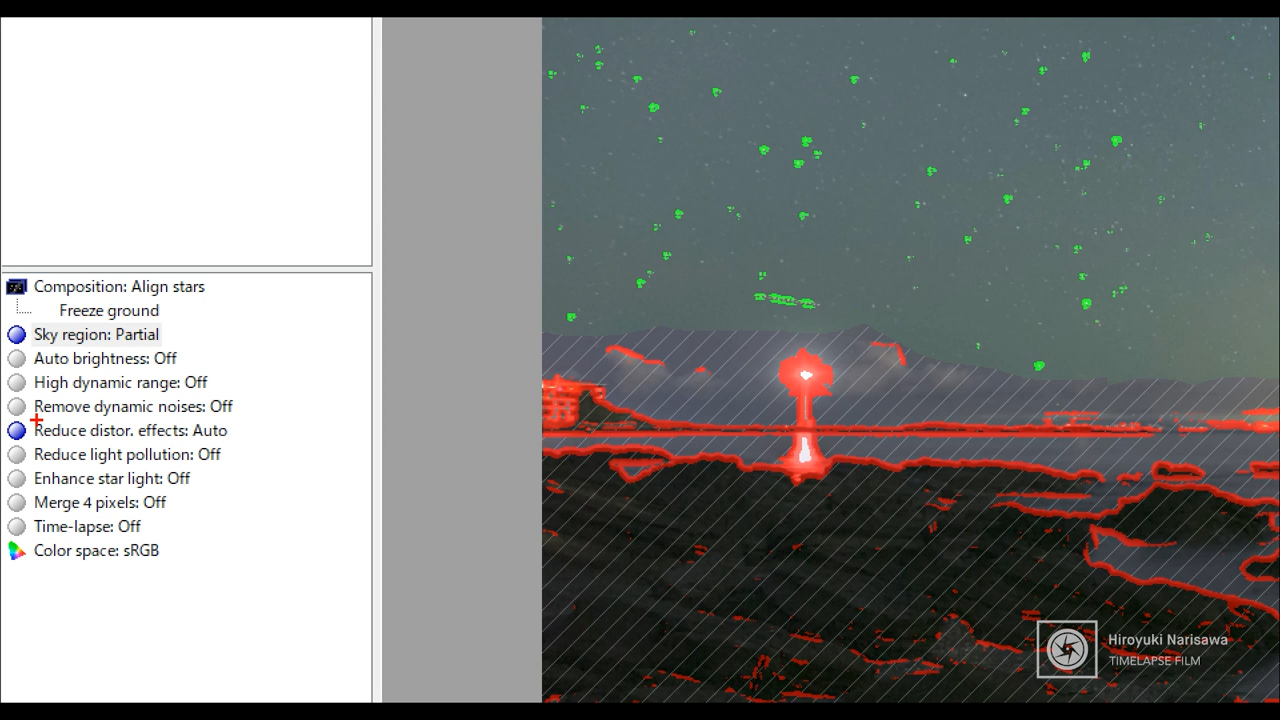 Composition: Align stars
Freeze ground
Sky region: Partial
Auto brightness: Off
High dynamic range: Off
Remove dynamic noises: Off
Reduce distor. effects: Auto
Reduce light pollution: Off
Enhance star light: Off
Merge 4 pixels: Off
Time-lapse: Off
Color space: sRGB
Hiroyuki Narisawa
TIMELAPSE FILM